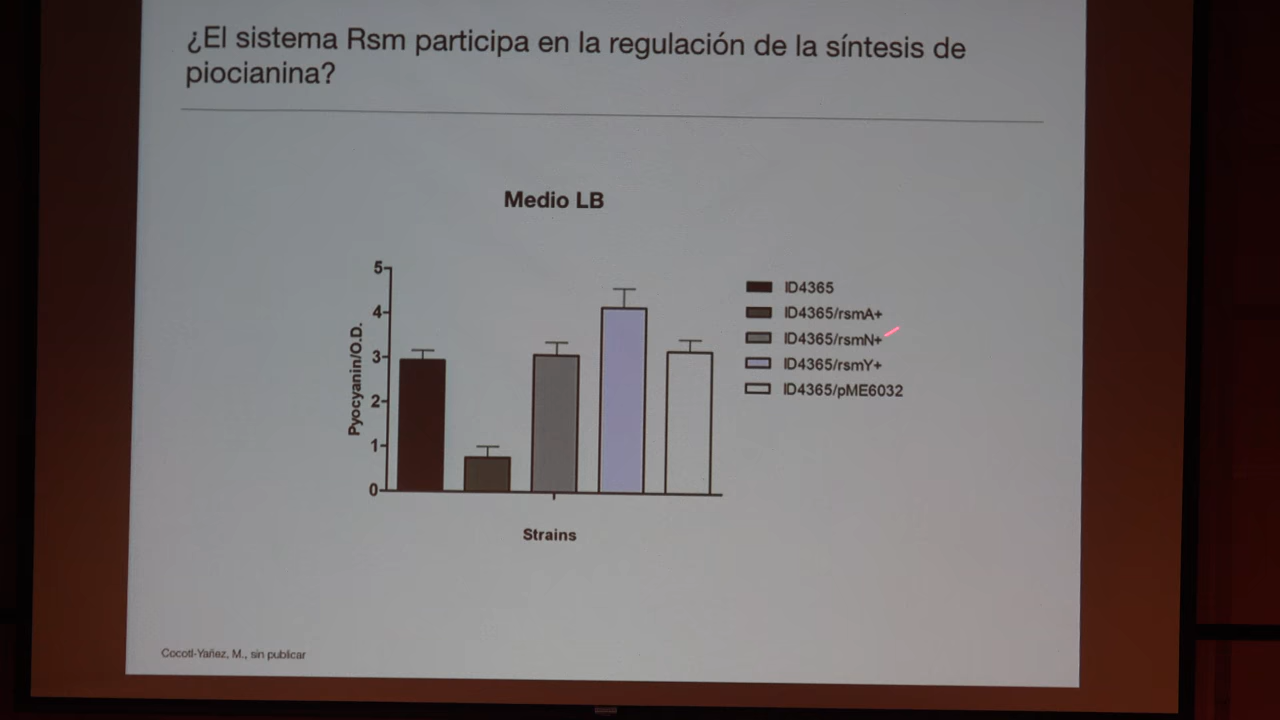 ¿El sistema Rsm participa en la regulación de la síntesis de
piocianina?
Medio LB
5
4
3
2
1
0
Pyocyanin/O.D.
Strains
ID4365
ID4365/rsmA+
ID4365/rsmN+
ID4365/rsmY+
ID4365/pME6032
Cocotl-Yañez, M., sin publicar